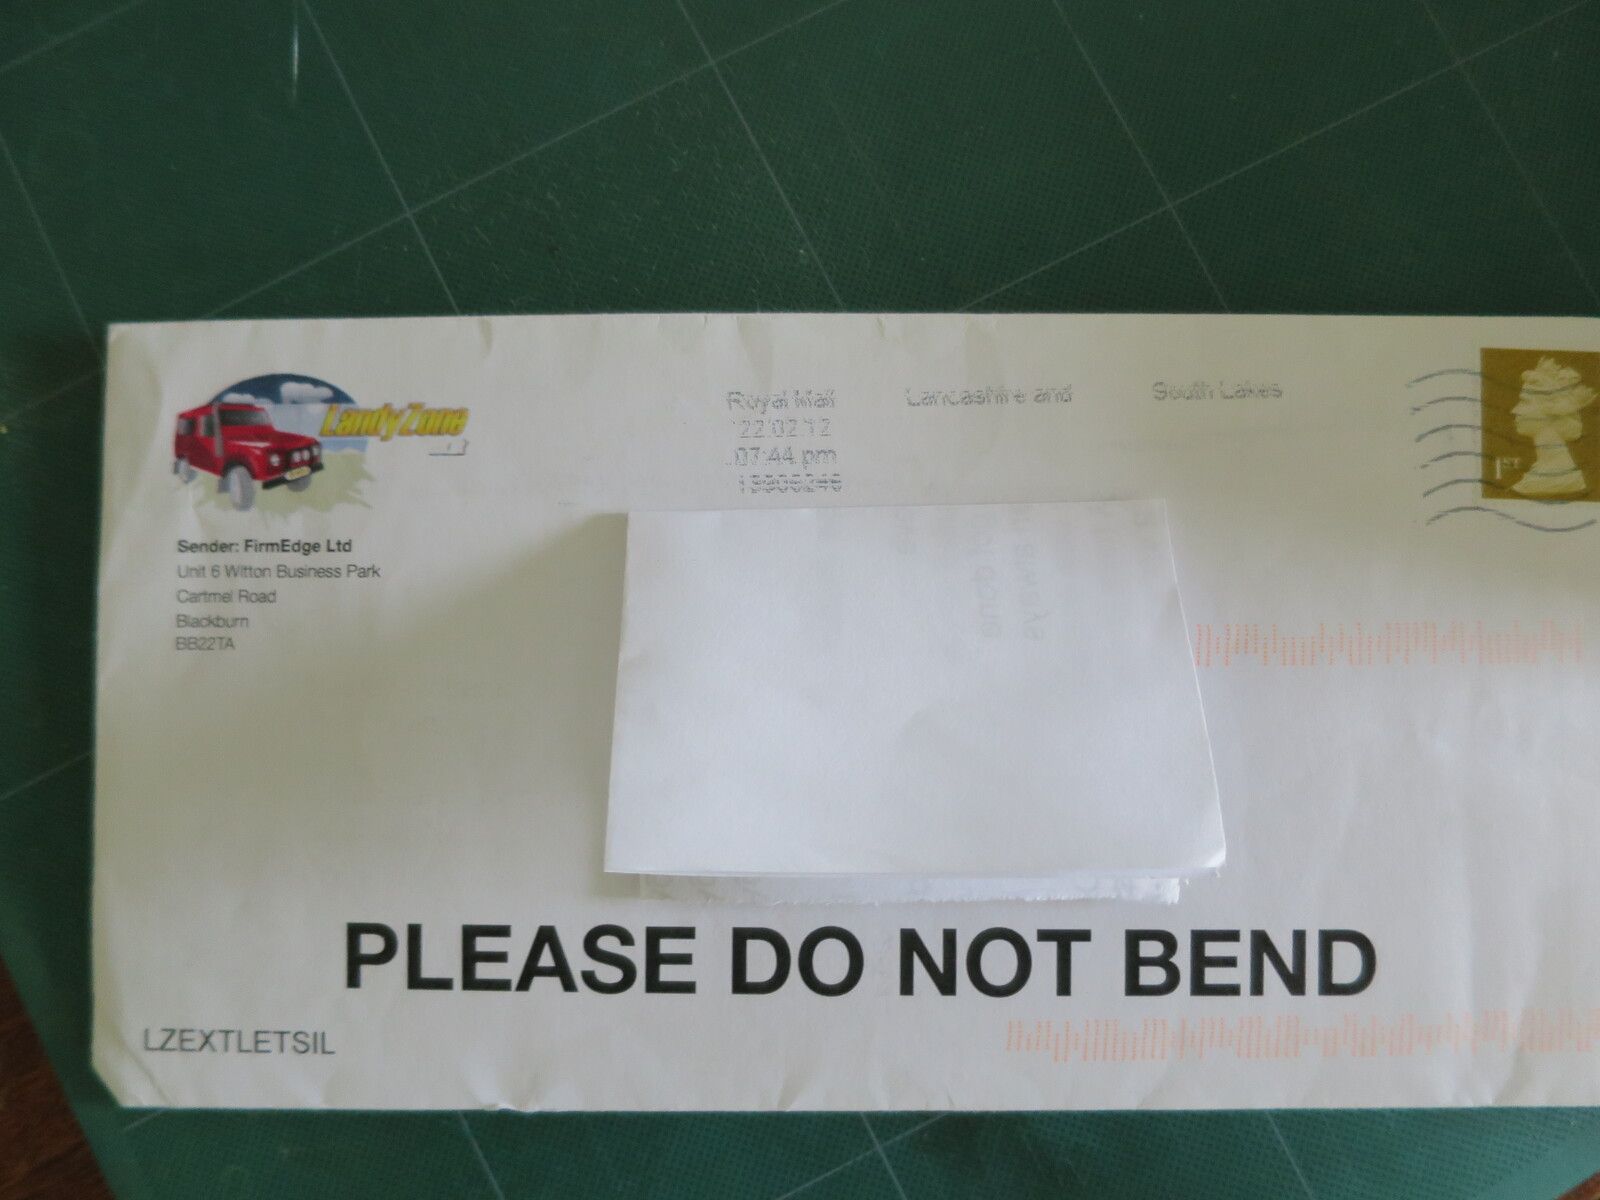 LandyZone
Royal Mail Lancashire and South Lakes
22.02.12
07:44 pm
1ST
Sender: FirmEdge Ltd
Unit 6 Witton Business Park
Cartmel Road
Blackburn
BB22TA
PLEASE DO NOT BEND
LZEXTLETSIL